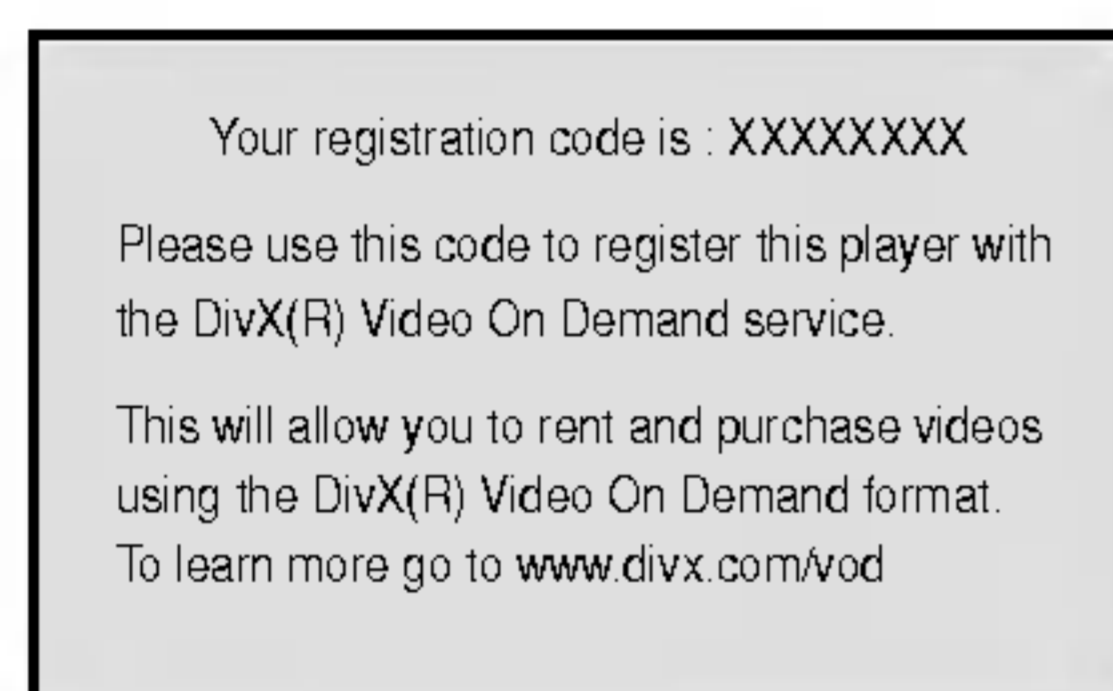 Your registration code is : XXXXXXXX
Please use this code to register this player with
the DivX(R) Video On Demand service.
This will allow you to rent and purchase videos
using the DivX(R) Video On Demand format.
To learn more go to www.divx.com/vod